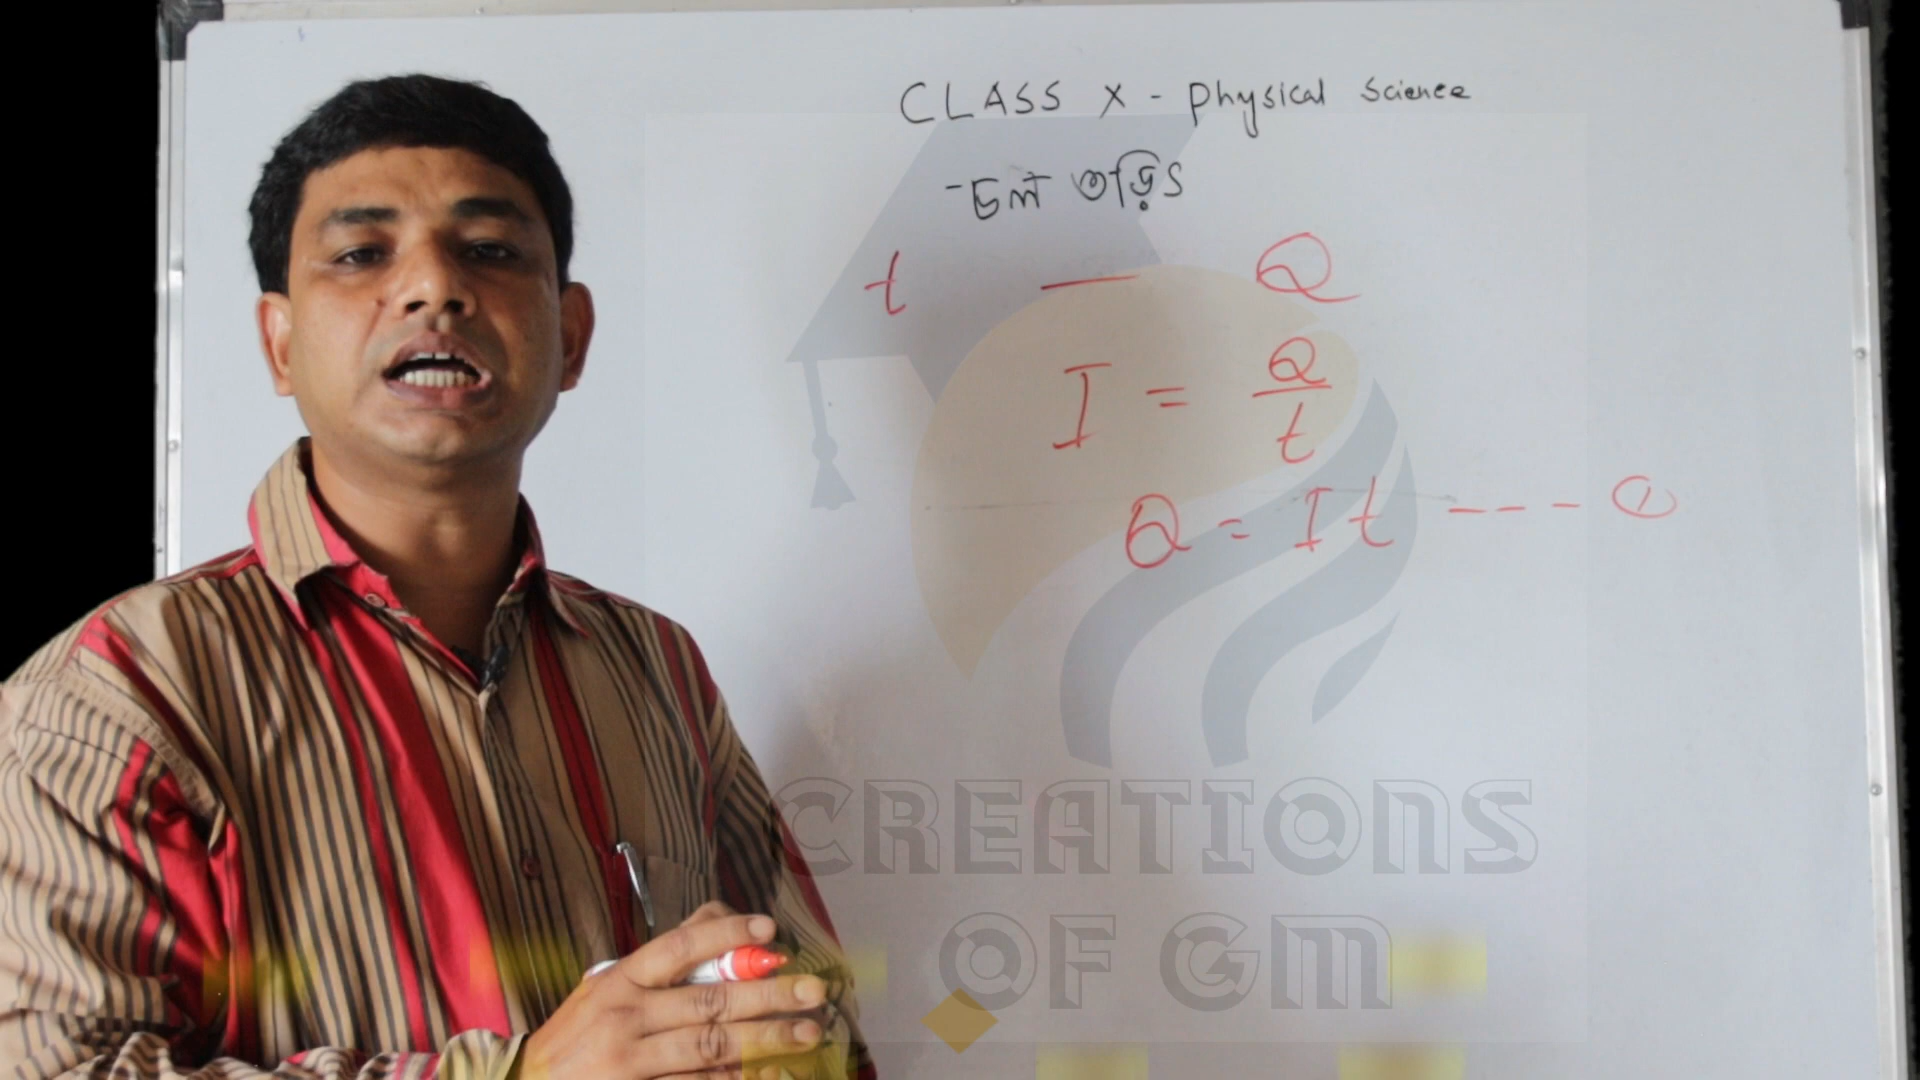 CLASS X - Physical Science
চল তড়িৎ
t — Q
I = Q/t
Q = It --- ①
CREATIONS
OF GM